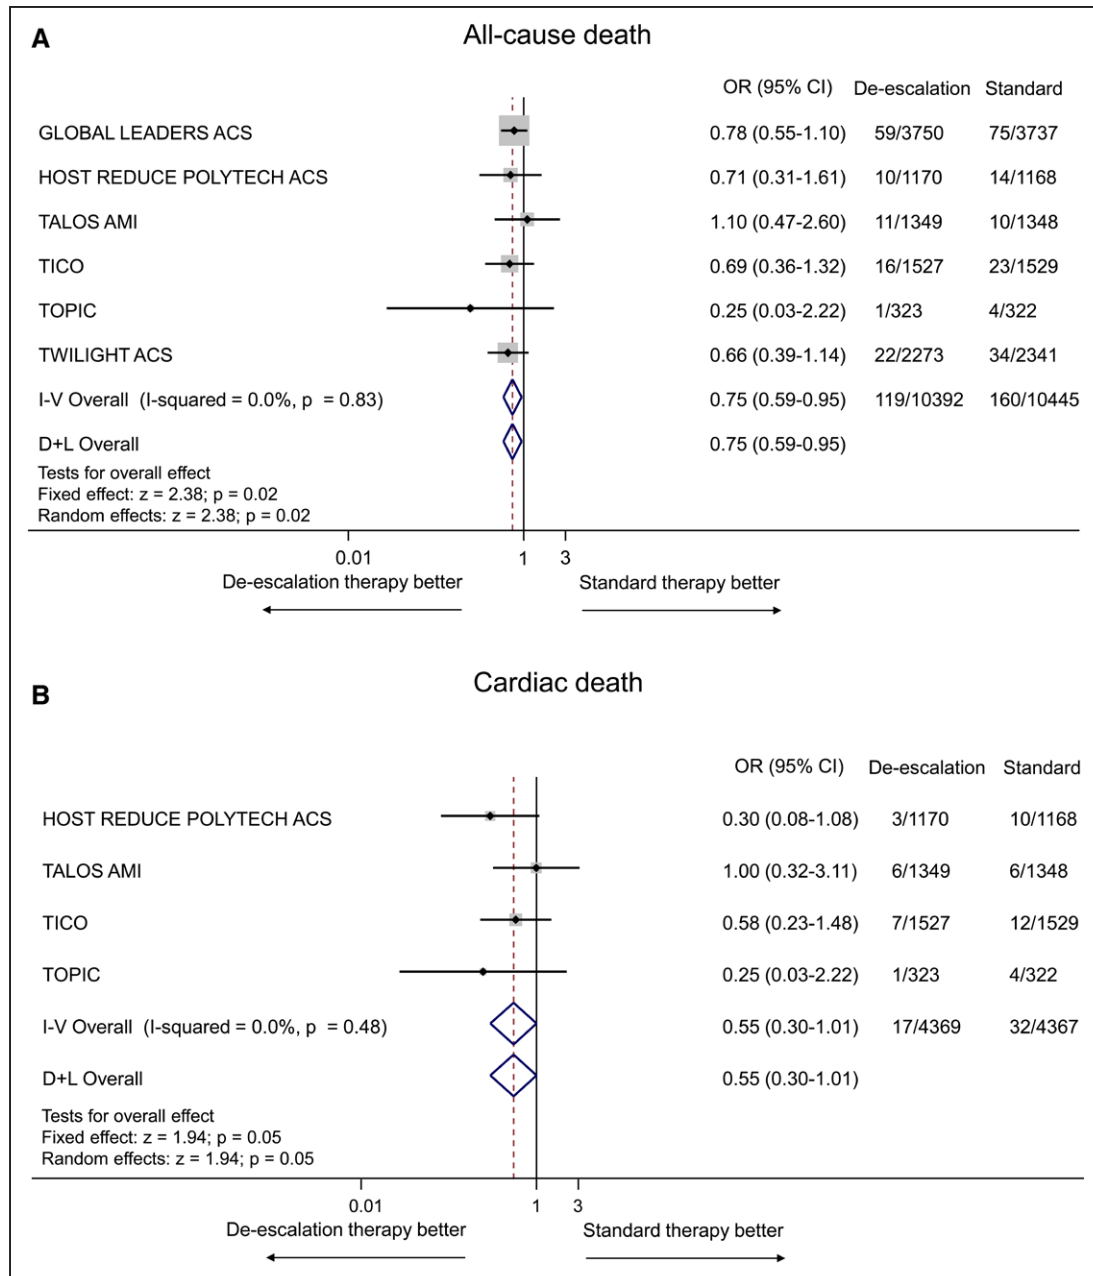 A
All-cause death
OR (95% CI) De-escalation Standard
GLOBAL LEADERS ACS 0.78 (0.55-1.10) 59/3750 75/3737
HOST REDUCE POLYTECH ACS 0.71 (0.31-1.61) 10/1170 14/1168
TALOS AMI 1.10 (0.47-2.60) 11/1349 10/1348
TICO 0.69 (0.36-1.32) 16/1527 23/1529
TOPIC 0.25 (0.03-2.22) 1/323 4/322
TWILIGHT ACS 0.66 (0.39-1.14) 22/2273 34/2341
I-V Overall (I-squared = 0.0%, p = 0.83) 0.75 (0.59-0.95) 119/10392 160/10445
D+L Overall 0.75 (0.59-0.95)
Tests for overall effect
Fixed effect: z = 2.38; p = 0.02
Random effects: z = 2.38; p = 0.02
0.01 1 3
De-escalation therapy better Standard therapy better
B
Cardiac death
OR (95% CI) De-escalation Standard
HOST REDUCE POLYTECH ACS 0.30 (0.08-1.08) 3/1170 10/1168
TALOS AMI 1.00 (0.32-3.11) 6/1349 6/1348
TICO 0.58 (0.23-1.48) 7/1527 12/1529
TOPIC 0.25 (0.03-2.22) 1/323 4/322
I-V Overall (I-squared = 0.0%, p = 0.48) 0.55 (0.30-1.01) 17/4369 32/4367
D+L Overall 0.55 (0.30-1.01)
Tests for overall effect
Fixed effect: z = 1.94; p = 0.05
Random effects: z = 1.94; p = 0.05
0.01 1 3
De-escalation therapy better Standard therapy better